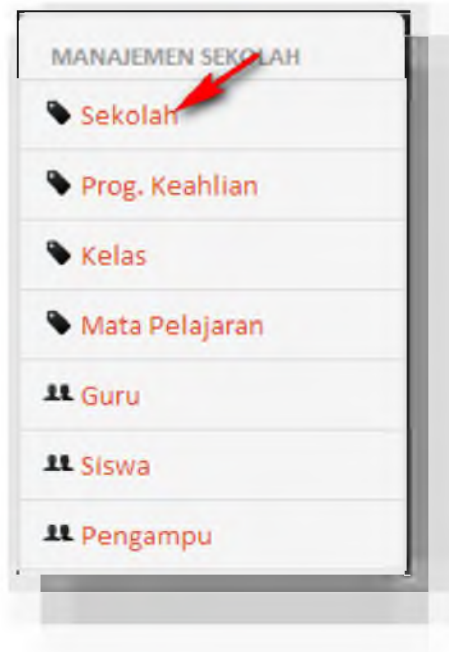 MANAJEMEN SEKOLAH
Sekolah
Prog. Keahlian
Kelas
Mata Pelajaran
Guru
Siswa
Pengampu